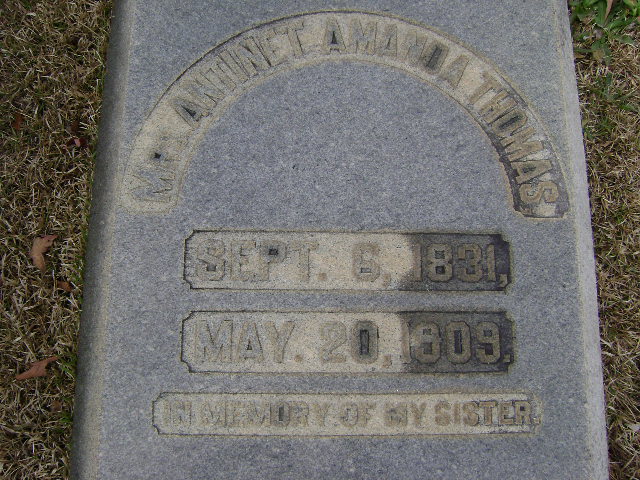 MRS. ANTINET AMANDA THOMAS
SEPT. 6, 1831,
MAY. 20, 1909.
IN MEMORY OF MY SISTER.